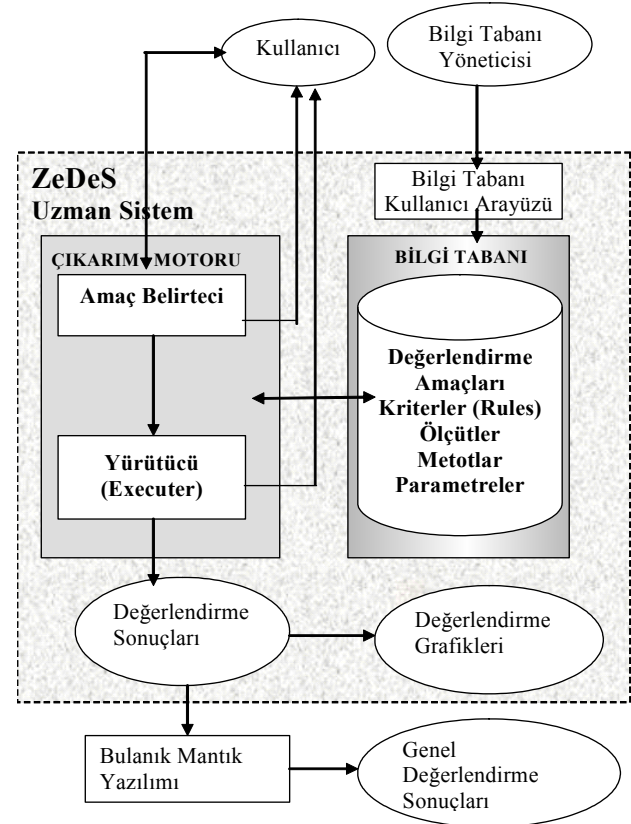 Kullanıcı
Bilgi Tabanı
Yöneticisi
ZeDeS
Uzman Sistem
Bilgi Tabanı
Kullanıcı Arayüzü
ÇIKARIM MOTORU
Amaç Belirteci
Yürütücü
(Executer)
BİLGİ TABANI
Değerlendirme
Amaçları
Kriterler (Rules)
Ölçütler
Metotlar
Parametreler
Değerlendirme
Sonuçları
Değerlendirme
Grafikleri
Bulanık Mantık
Yazılımı
Genel
Değerlendirme
Sonuçları